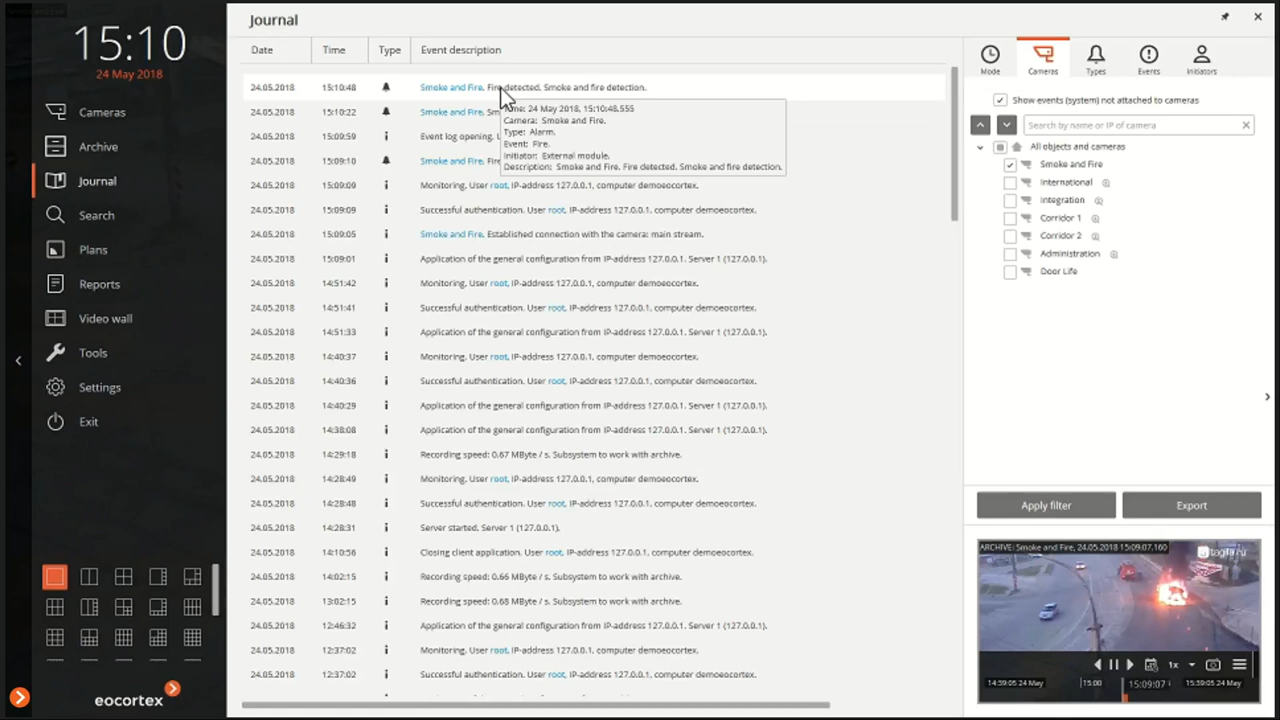 15:10
24 May 2018
Cameras
Archive
Journal
Search
Plans
Reports
Video wall
Tools
Settings
Exit
eocortex
Journal
Date Time Type Event description
24.05.2018 15:10:48 Smoke and Fire. Fire detected. Smoke and fire detection.
24.05.2018 15:10:22 Smoke and Fire. Sm
24.05.2018 15:09:59 Event log opening.
24.05.2018 15:09:10 Smoke and Fire. Fire
Time: 24 May 2018, 15:10:48.555
Camera: Smoke and Fire.
Type: Alarm.
Event: Fire.
Initiator: External module.
Description: Smoke and Fire. Fire detected. Smoke and fire detection.
24.05.2018 15:09:09 Monitoring. User root, IP-address 127.0.0.1, computer demoeocortex.
24.05.2018 15:09:09 Successful authentication. User root, IP-address 127.0.0.1, computer demoeocortex.
24.05.2018 15:09:05 Smoke and Fire. Established connection with the camera: main stream.
24.05.2018 15:09:01 Application of the general configuration from IP-address 127.0.0.1. Server 1 (127.0.0.1).
24.05.2018 14:51:42 Monitoring. User root, IP-address 127.0.0.1, computer demoeocortex.
24.05.2018 14:51:41 Successful authentication. User root, IP-address 127.0.0.1, computer demoeocortex.
24.05.2018 14:51:33 Application of the general configuration from IP-address 127.0.0.1. Server 1 (127.0.0.1).
24.05.2018 14:40:37 Monitoring. User root, IP-address 127.0.0.1, computer demoeocortex.
24.05.2018 14:40:36 Successful authentication. User root, IP-address 127.0.0.1, computer demoeocortex.
24.05.2018 14:40:29 Application of the general configuration from IP-address 127.0.0.1. Server 1 (127.0.0.1).
24.05.2018 14:38:08 Application of the general configuration from IP-address 127.0.0.1. Server 1 (127.0.0.1).
24.05.2018 14:29:18 Recording speed: 0.67 MByte / s. Subsystem to work with archive.
24.05.2018 14:28:49 Monitoring. User root, IP-address 127.0.0.1, computer demoeocortex.
24.05.2018 14:28:48 Successful authentication. User root, IP-address 127.0.0.1, computer demoeocortex.
24.05.2018 14:28:31 Server started. Server 1 (127.0.0.1).
24.05.2018 14:10:56 Closing client application. User root, IP-address 127.0.0.1, computer demoeocortex.
24.05.2018 14:02:15 Recording speed: 0.66 MByte / s. Subsystem to work with archive.
24.05.2018 13:02:15 Recording speed: 0.68 MByte / s. Subsystem to work with archive.
24.05.2018 12:46:32 Application of the general configuration from IP-address 127.0.0.1. Server 1 (127.0.0.1).
24.05.2018 12:37:02 Monitoring. User root, IP-address 127.0.0.1, computer demoeocortex.
24.05.2018 12:37:02 Successful authentication. User root, IP-address 127.0.0.1, computer demoeocortex.
Mode Cameras Types Events Initiators
Show events (system) not attached to cameras
Search by name or IP of camera
All objects and cameras
Smoke and Fire
International
Integration
Corridor 1
Corridor 2
Administration
Door Life
Apply filter Export
ARCHIVE: Smoke and Fire, 24.05.2018 15:09:07.160
tagil.ru
1x
14:59:05 24 May 15:00 15:09:07 15:39:05 24 May